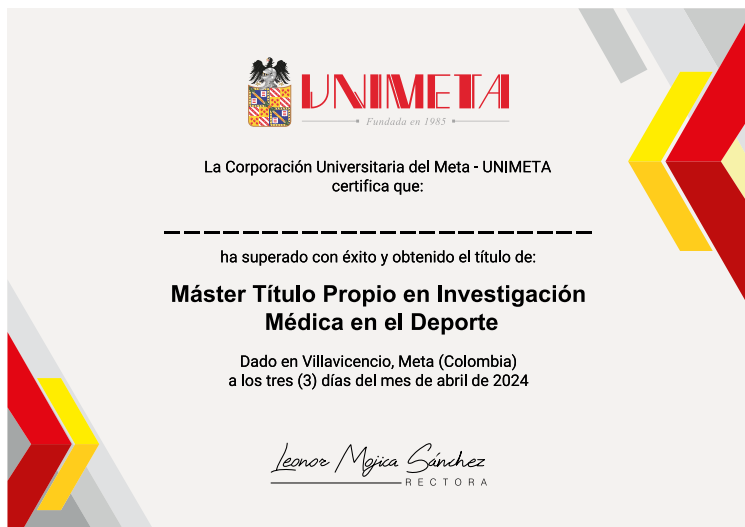 UNIMETA
Fundada en 1985
La Corporación Universitaria del Meta - UNIMETA
certifica que:
ha superado con éxito y obtenido el título de:
Máster Título Propio en Investigación
Médica en el Deporte
Dado en Villavicencio, Meta (Colombia)
a los tres (3) días del mes de abril de 2024
Leonor Mojica Sánchez
RECTORA